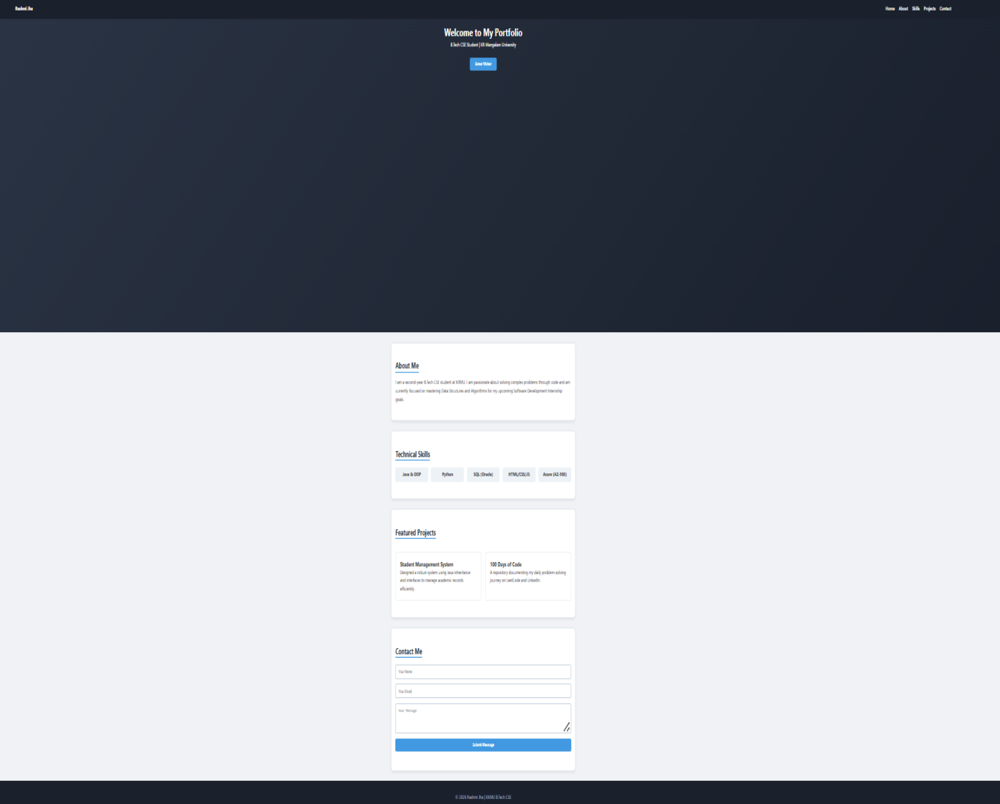 Rashmi Jha
Home About Skills Projects Contact
Welcome to My Portfolio
B.Tech CSE Student | KR Mangalam University
Greet Visitor
About Me
I am a second-year B.Tech CSE student at KRMU. I am passionate about solving complex problems through code and am
currently focused on mastering Data Structures and Algorithms for my upcoming Software Development Internship
goals.
Technical Skills
Java & OOP Python SQL (Oracle) HTML/CSS/JS Azure (AZ-900)
Featured Projects
Student Management System
Designed a robust system using Java inheritance
and interfaces to manage academic records
efficiently.
100 Days of Code
A repository documenting my daily problem-solving
journey on LeetCode and LinkedIn.
Contact Me
Your Name
Your Email
Your Message
Submit Message
© 2026 Rashmi Jha | KRMU B.Tech CSE